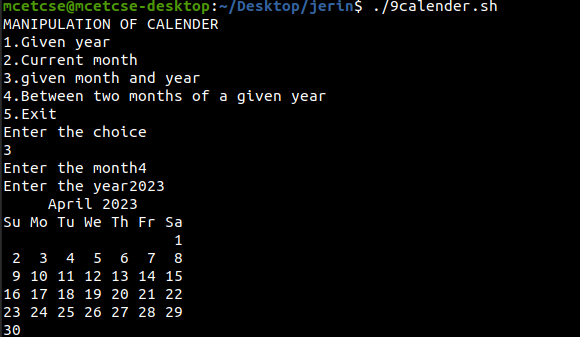 mcetcse@mcetcse-desktop:~/Desktop/jerin$ ./9calender.sh
MANIPULATION OF CALENDER
1.Given year
2.Current month
3.given month and year
4.Between two months of a given year
5.Exit
Enter the choice
3
Enter the month4
Enter the year2023
     April 2023
Su Mo Tu We Th Fr Sa
                   1
 2  3  4  5  6  7  8
 9 10 11 12 13 14 15
16 17 18 19 20 21 22
23 24 25 26 27 28 29
30